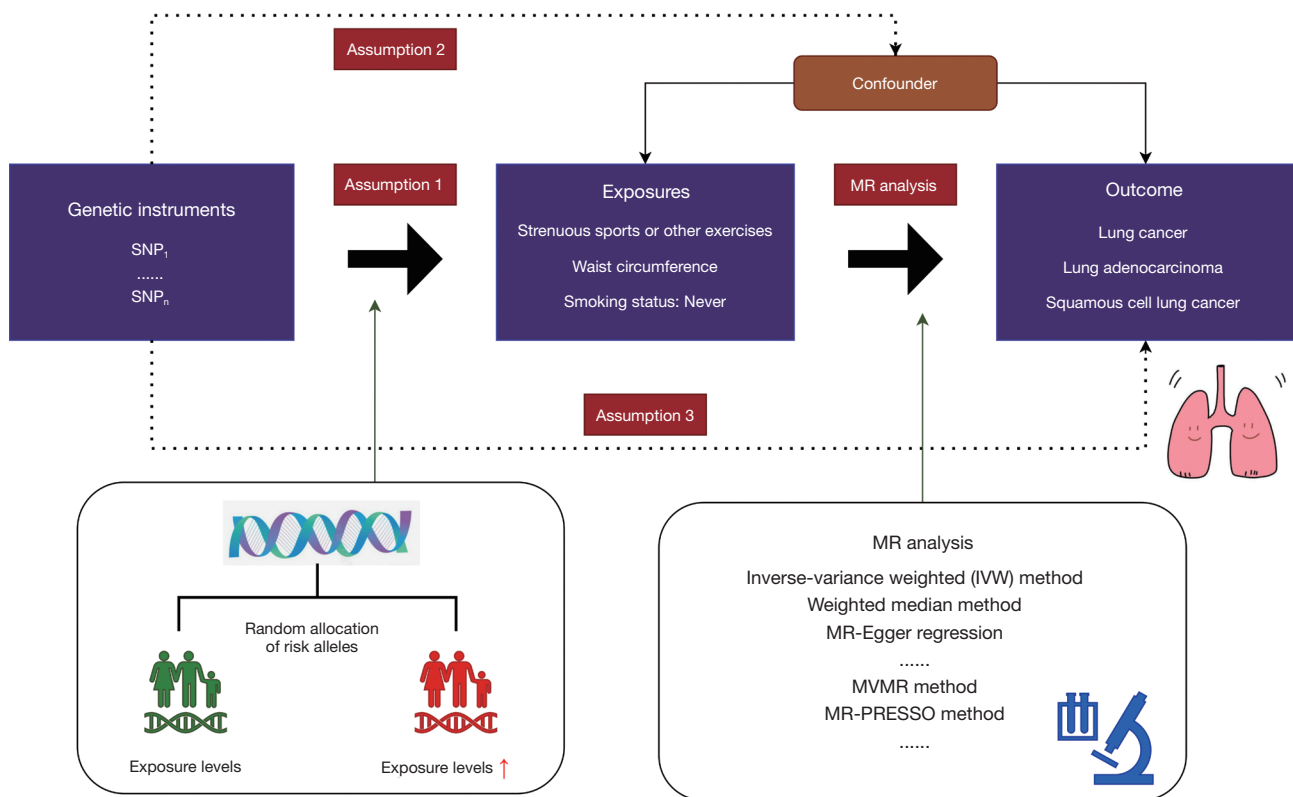 Assumption 2
Confounder
Genetic instruments
SNP₁
......
SNPₙ
Assumption 1
Exposures
Strenuous sports or other exercises
Waist circumference
Smoking status: Never
MR analysis
Outcome
Lung cancer
Lung adenocarcinoma
Squamous cell lung cancer
Assumption 3
Random allocation
of risk alleles
Exposure levels
Exposure levels ↑
MR analysis
Inverse-variance weighted (IVW) method
Weighted median method
MR-Egger regression
......
MVMR method
MR-PRESSO method
......